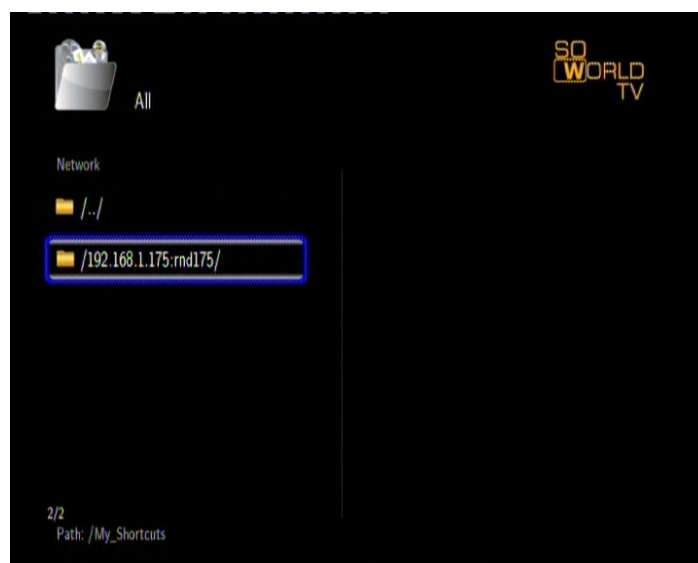 All
SO
WORLD
TV
Network
/../
/192.168.1.175:rnd175/
2/2
Path: /My_Shortcuts